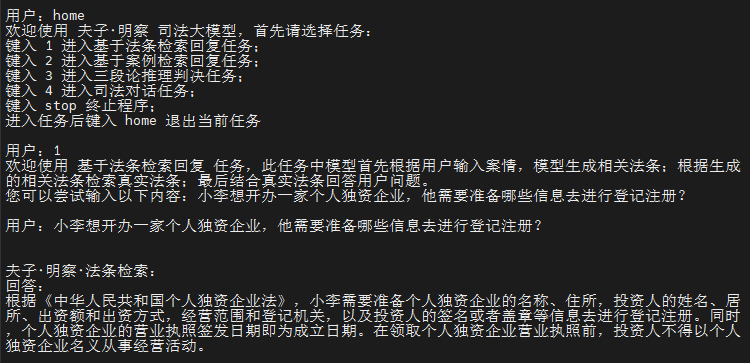 用户：home
欢迎使用 夫子·明察 司法大模型，首先请选择任务：
键入 1 进入基于法条检索回复任务；
键入 2 进入基于案例检索回复任务；
键入 3 进入三段论推理判决任务；
键入 4 进入司法对话任务；
键入 stop 终止程序；
进入任务后键入 home 退出当前任务
用户：1
欢迎使用 基于法条检索回复 任务，此任务中模型首先根据用户输入案情，模型生成相关法条；根据生成
的相关法条检索真实法条；最后结合真实法条回答用户问题。
您可以尝试输入以下内容：小李想开办一家个人独资企业，他需要准备哪些信息去进行登记注册？
用户：小李想开办一家个人独资企业，他需要准备哪些信息去进行登记注册？
夫子·明察·法条检索：
回答：
根据《中华人民共和国个人独资企业法》，小李需要准备个人独资企业的名称、住所，投资人的姓名、居
所、出资额和出资方式，经营范围和登记机关，以及投资人的签名或者盖章等信息去进行登记注册。同时
，个人独资企业的营业执照签发日期即为成立日期。在领取个人独资企业营业执照前，投资人不得以个人
独资企业名义从事经营活动。